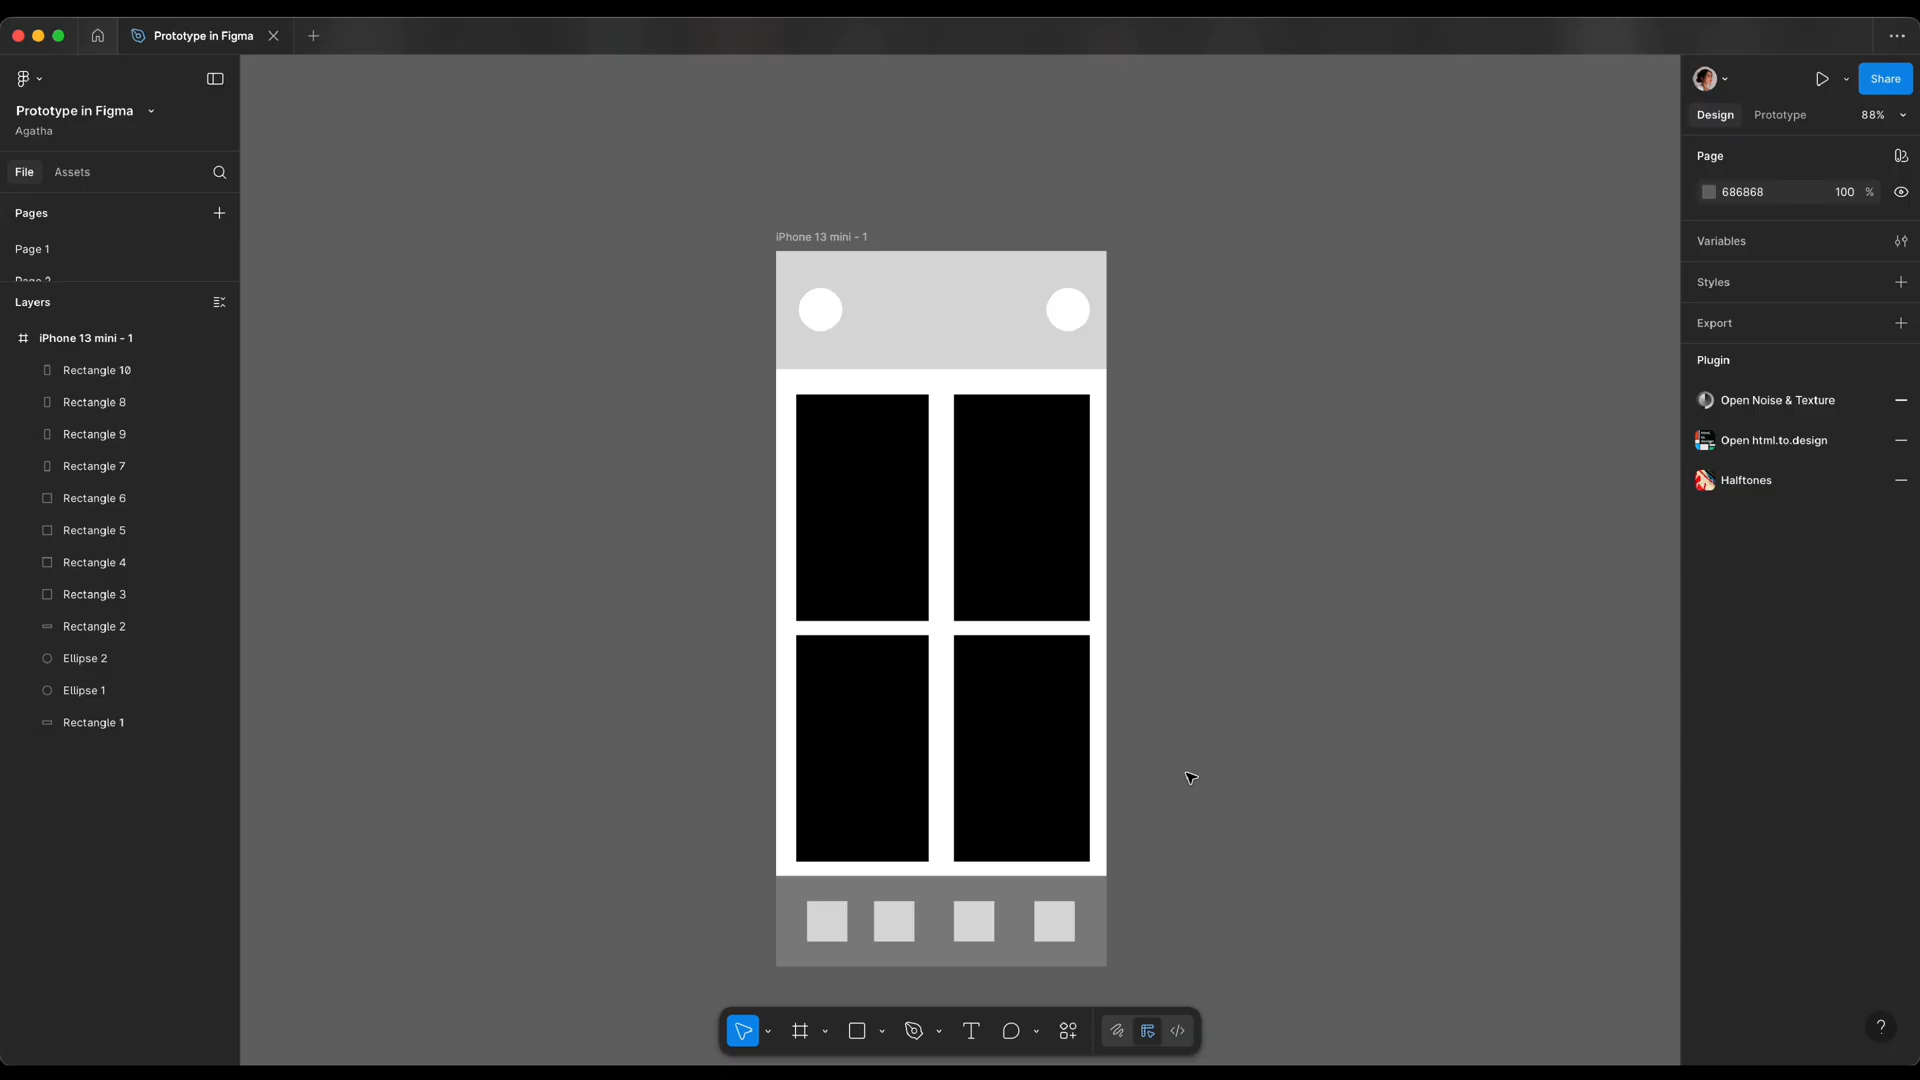 Prototype in Figma
Prototype in Figma
Agatha
File
Assets
Pages
Page 1
Page 2
Layers
iPhone 13 mini - 1
Rectangle 10
Rectangle 8
Rectangle 9
Rectangle 7
Rectangle 6
Rectangle 5
Rectangle 4
Rectangle 3
Rectangle 2
Ellipse 2
Ellipse 1
Rectangle 1
iPhone 13 mini - 1
Share
Design
Prototype
88%
Page
686868
100
%
Variables
Styles
Export
Plugin
Open Noise & Texture
Open html.to.design
Halftones
?